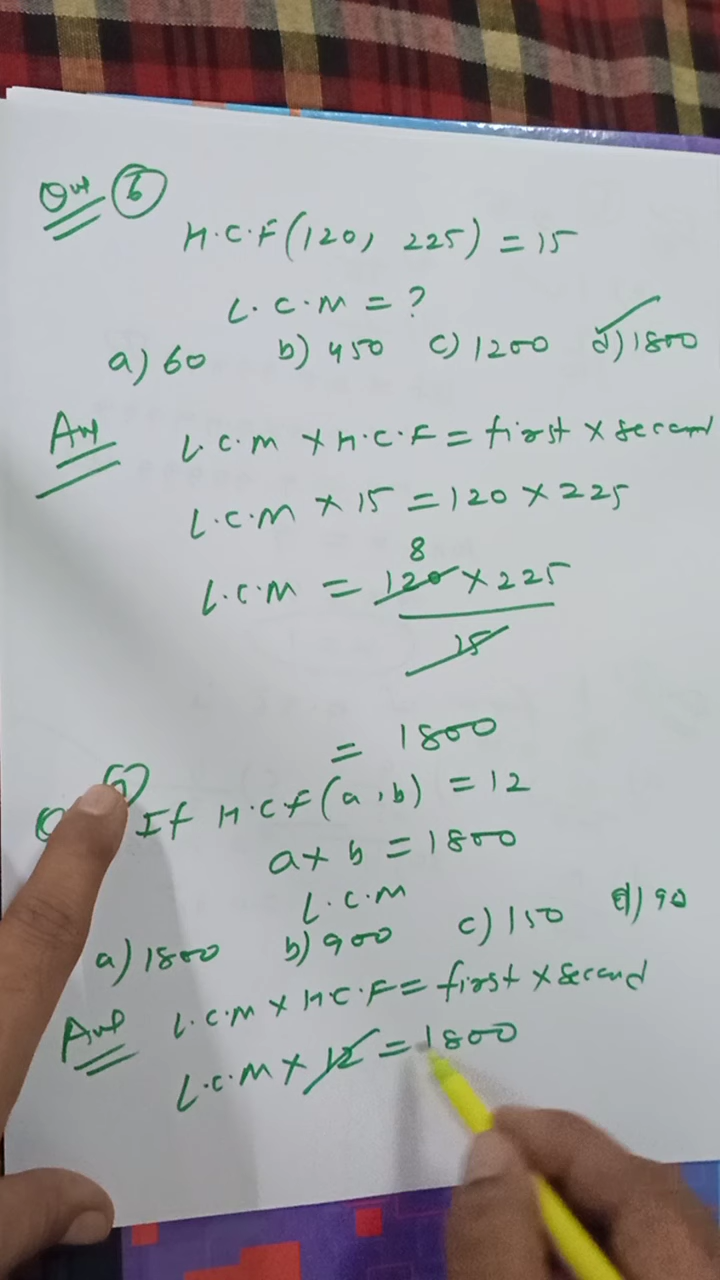 Que 6
H.C.F(120, 225) = 15
L.C.M = ?
a) 60 b) 450 c) 1200 d) 1800
Ans L.C.M × H.C.F = first × second
L.C.M × 15 = 120 × 225
8
L.C.M = 120 × 225
15
= 1800
If H.C.F(a, b) = 12
a × b = 1800
L.C.M
a) 1800 b) 900 c) 150 d) 90
Ans L.C.M × H.C.F = first × second
L.C.M × 12 = 1800